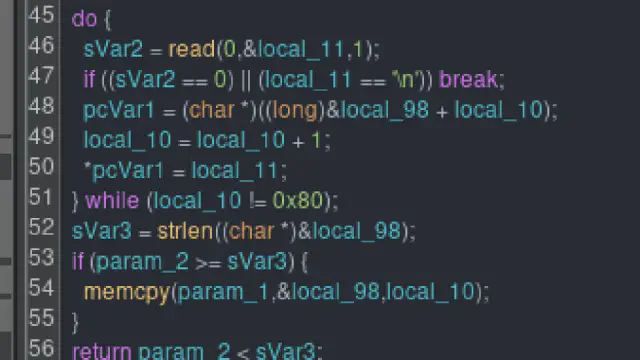 45 do {
46 sVar2 = read(0,&local_11,1);
47 if ((sVar2 == 0) || (local_11 == '\n')) break;
48 pcVar1 = (char *)((long)&local_98 + local_10);
49 local_10 = local_10 + 1;
50 *pcVar1 = local_11;
51 } while (local_10 != 0x80);
52 sVar3 = strlen((char *)&local_98);
53 if (param_2 >= sVar3) {
54 memcpy(param_1,&local_98,local_10);
55 }
56 return param_2 < sVar3;